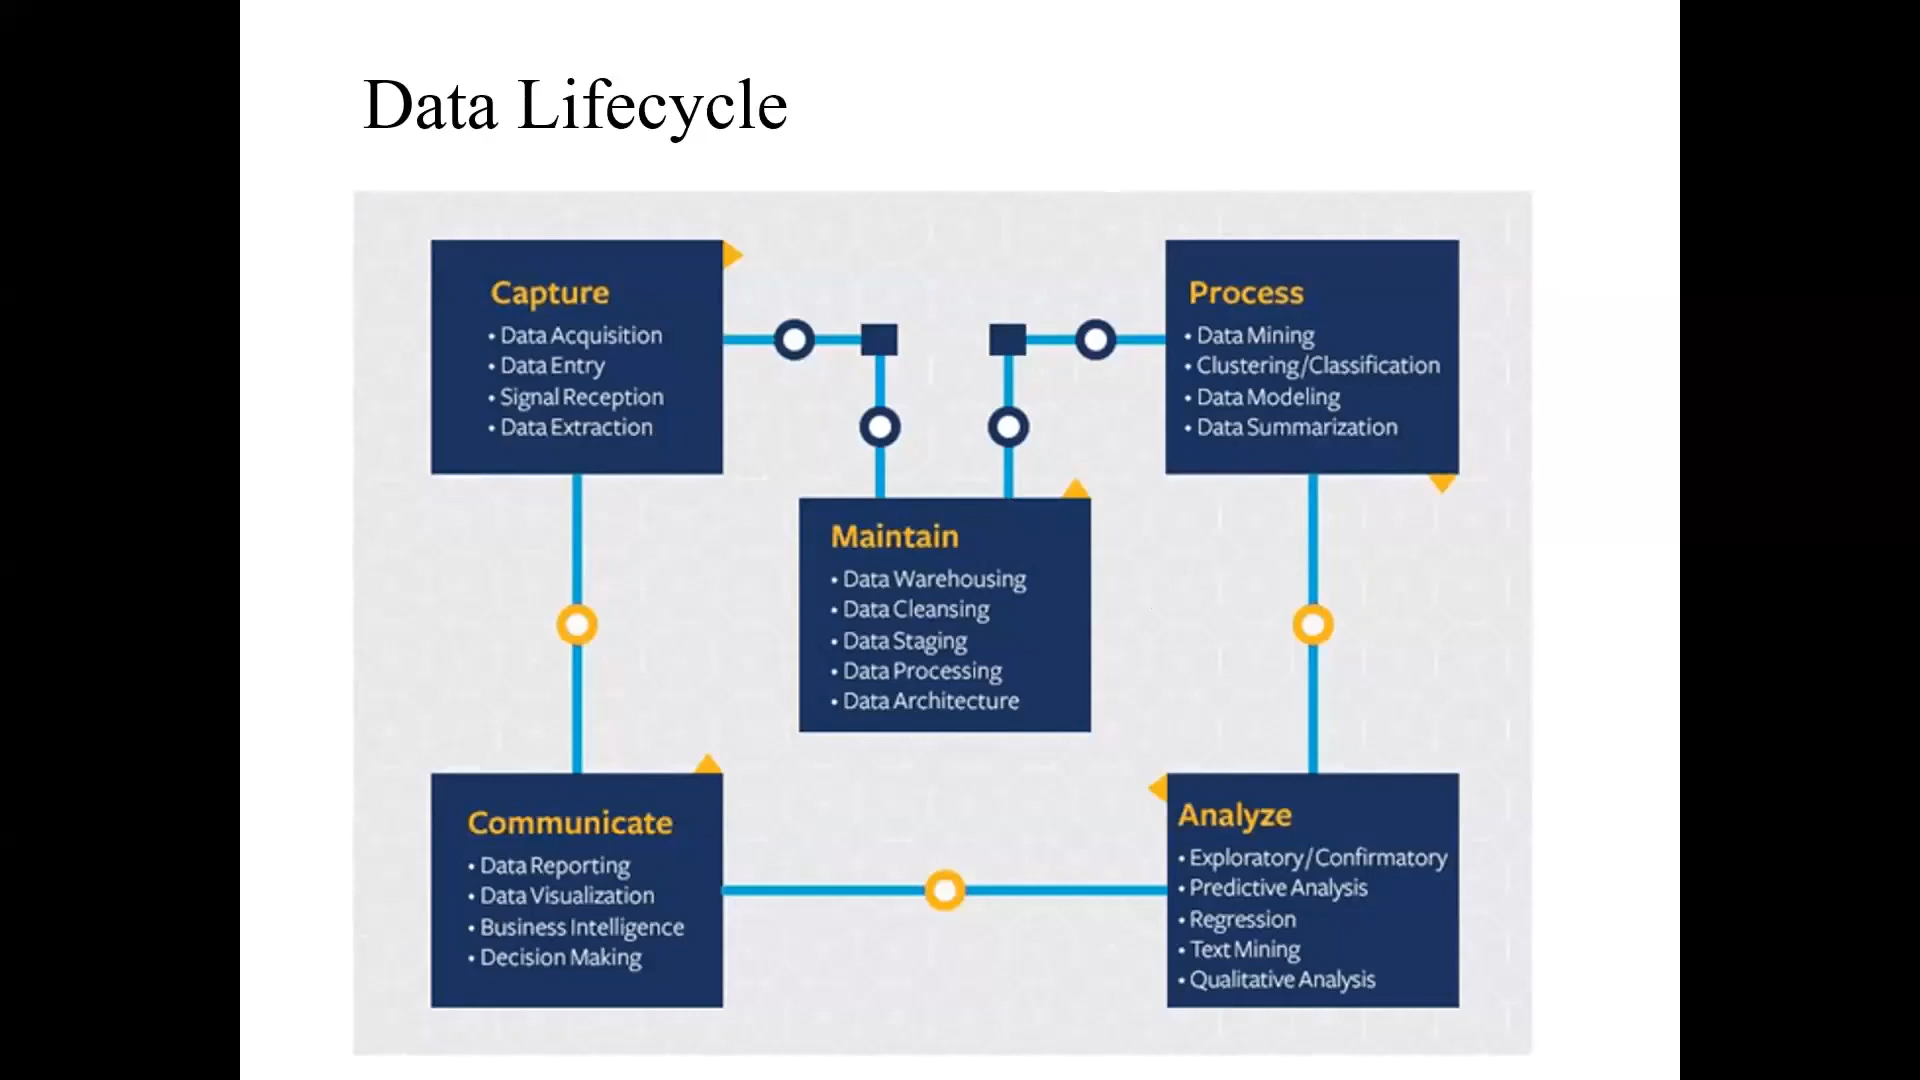 Data Lifecycle
Capture
• Data Acquisition
• Data Entry
• Signal Reception
• Data Extraction
Process
• Data Mining
• Clustering/Classification
• Data Modeling
• Data Summarization
Maintain
• Data Warehousing
• Data Cleansing
• Data Staging
• Data Processing
• Data Architecture
Communicate
• Data Reporting
• Data Visualization
• Business Intelligence
• Decision Making
Analyze
• Exploratory/Confirmatory
• Predictive Analysis
• Regression
• Text Mining
• Qualitative Analysis